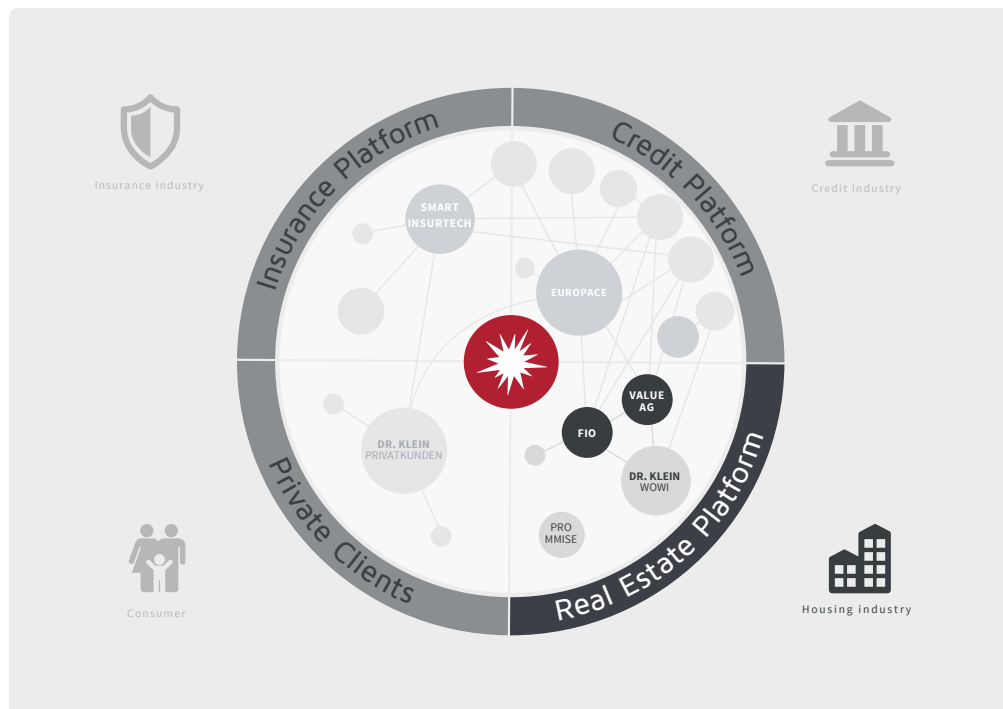 Insurance Platform
Credit Platform
Insurance industry
Credit industry
SMART
INSURTECH
EUROPACE
VALUE
AG
FIO
DR. KLEIN
PRIVATKUNDEN
DR. KLEIN
WOWI
PRO
MMISE
Private Clients
Real Estate Platform
Consumer
Housing industry